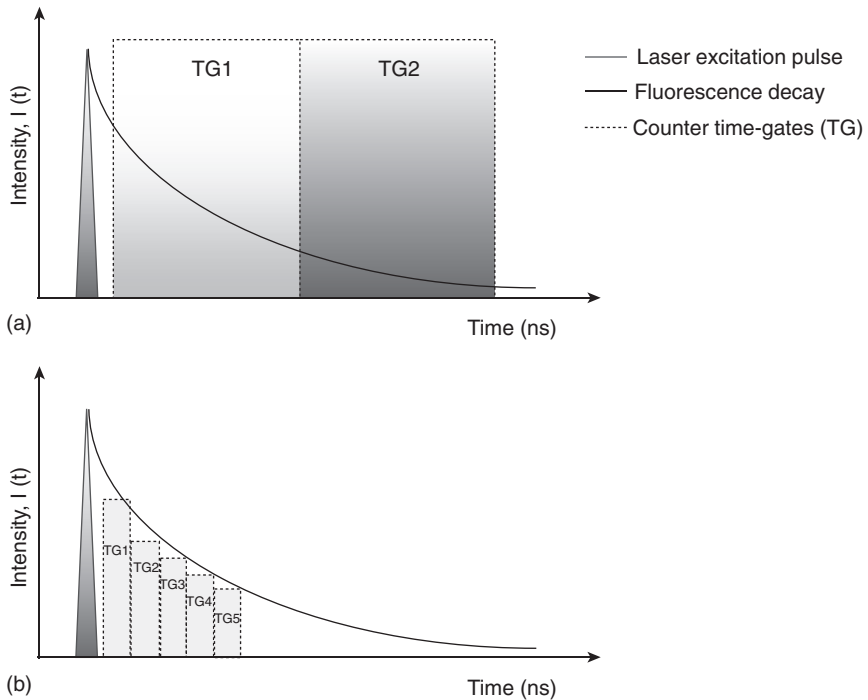 Intensity, I (t)
TG1
TG2
Laser excitation pulse
Fluorescence decay
Counter time-gates (TG)
(a)
Time (ns)
Intensity, I (t)
TG1
TG2
TG3
TG4
TG5
(b)
Time (ns)